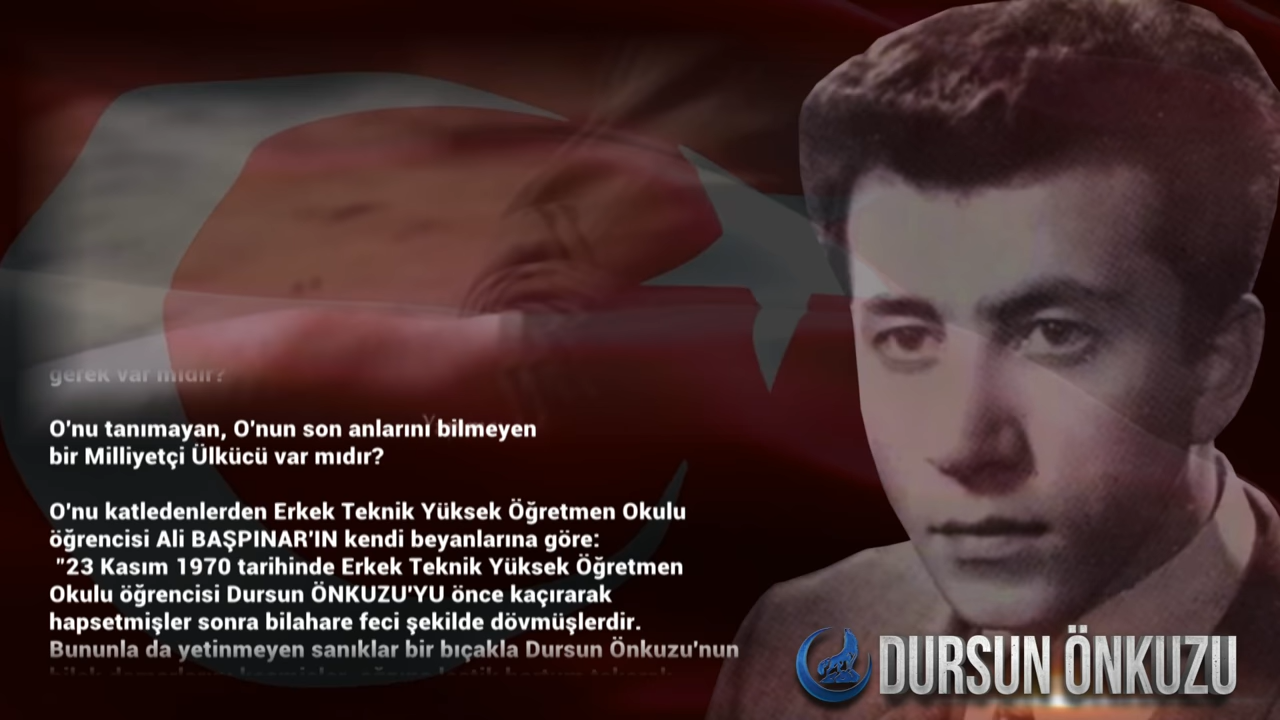 gerek var mıdır?
O'nu tanımayan, O'nun son anlarını bilmeyen
bir Milliyetçi Ülkücü var mıdır?
O'nu katledenlerden Erkek Teknik Yüksek Öğretmen Okulu
öğrencisi Ali BAŞPINAR'IN kendi beyanlarına göre:
"23 Kasım 1970 tarihinde Erkek Teknik Yüksek Öğretmen
Okulu öğrencisi Dursun ÖNKUZU'YU önce kaçırarak
hapsetmişler sonra bilahare feci şekilde dövmüşlerdir.
Bununla da yetinmeyen sanıklar bir bıçakla Dursun Önkuzu'nun
DURSUN ÖNKUZU